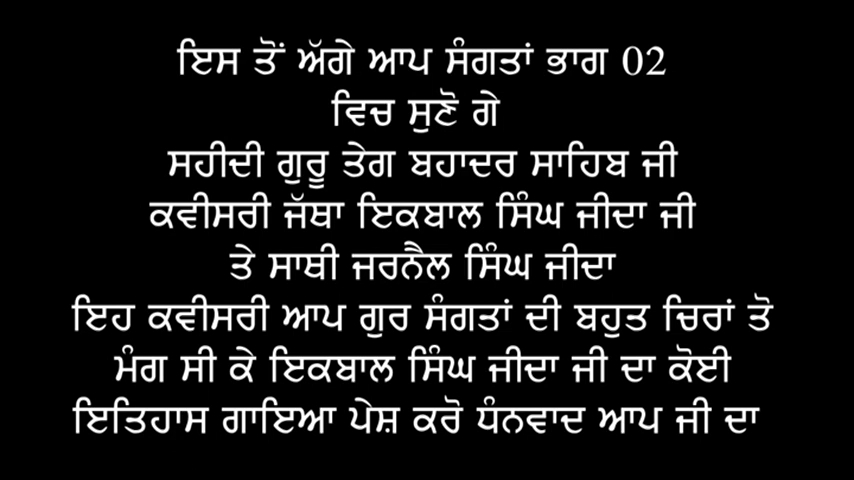 ਇਸ ਤੋਂ ਅੱਗੇ ਆਪ ਸੰਗਤਾਂ ਭਾਗ 02
ਵਿਚ ਸੁਣੋ ਗੇ
ਸਹੀਦੀ ਗੁਰੂ ਤੇਗ ਬਹਾਦਰ ਸਾਹਿਬ ਜੀ
ਕਵੀਸਰੀ ਜੱਥਾ ਇਕਬਾਲ ਸਿੰਘ ਜੀਦਾ ਜੀ
ਤੇ ਸਾਥੀ ਜਰਨੈਲ ਸਿੰਘ ਜੀਦਾ
ਇਹ ਕਵੀਸਰੀ ਆਪ ਗੁਰ ਸੰਗਤਾਂ ਦੀ ਬਹੁਤ ਚਿਰਾਂ ਤੋ
ਮੰਗ ਸੀ ਕੇ ਇਕਬਾਲ ਸਿੰਘ ਜੀਦਾ ਜੀ ਦਾ ਕੋਈ
ਇਤਿਹਾਸ ਗਾਇਆ ਪੇਸ਼ ਕਰੋ ਧੰਨਵਾਦ ਆਪ ਜੀ ਦਾ